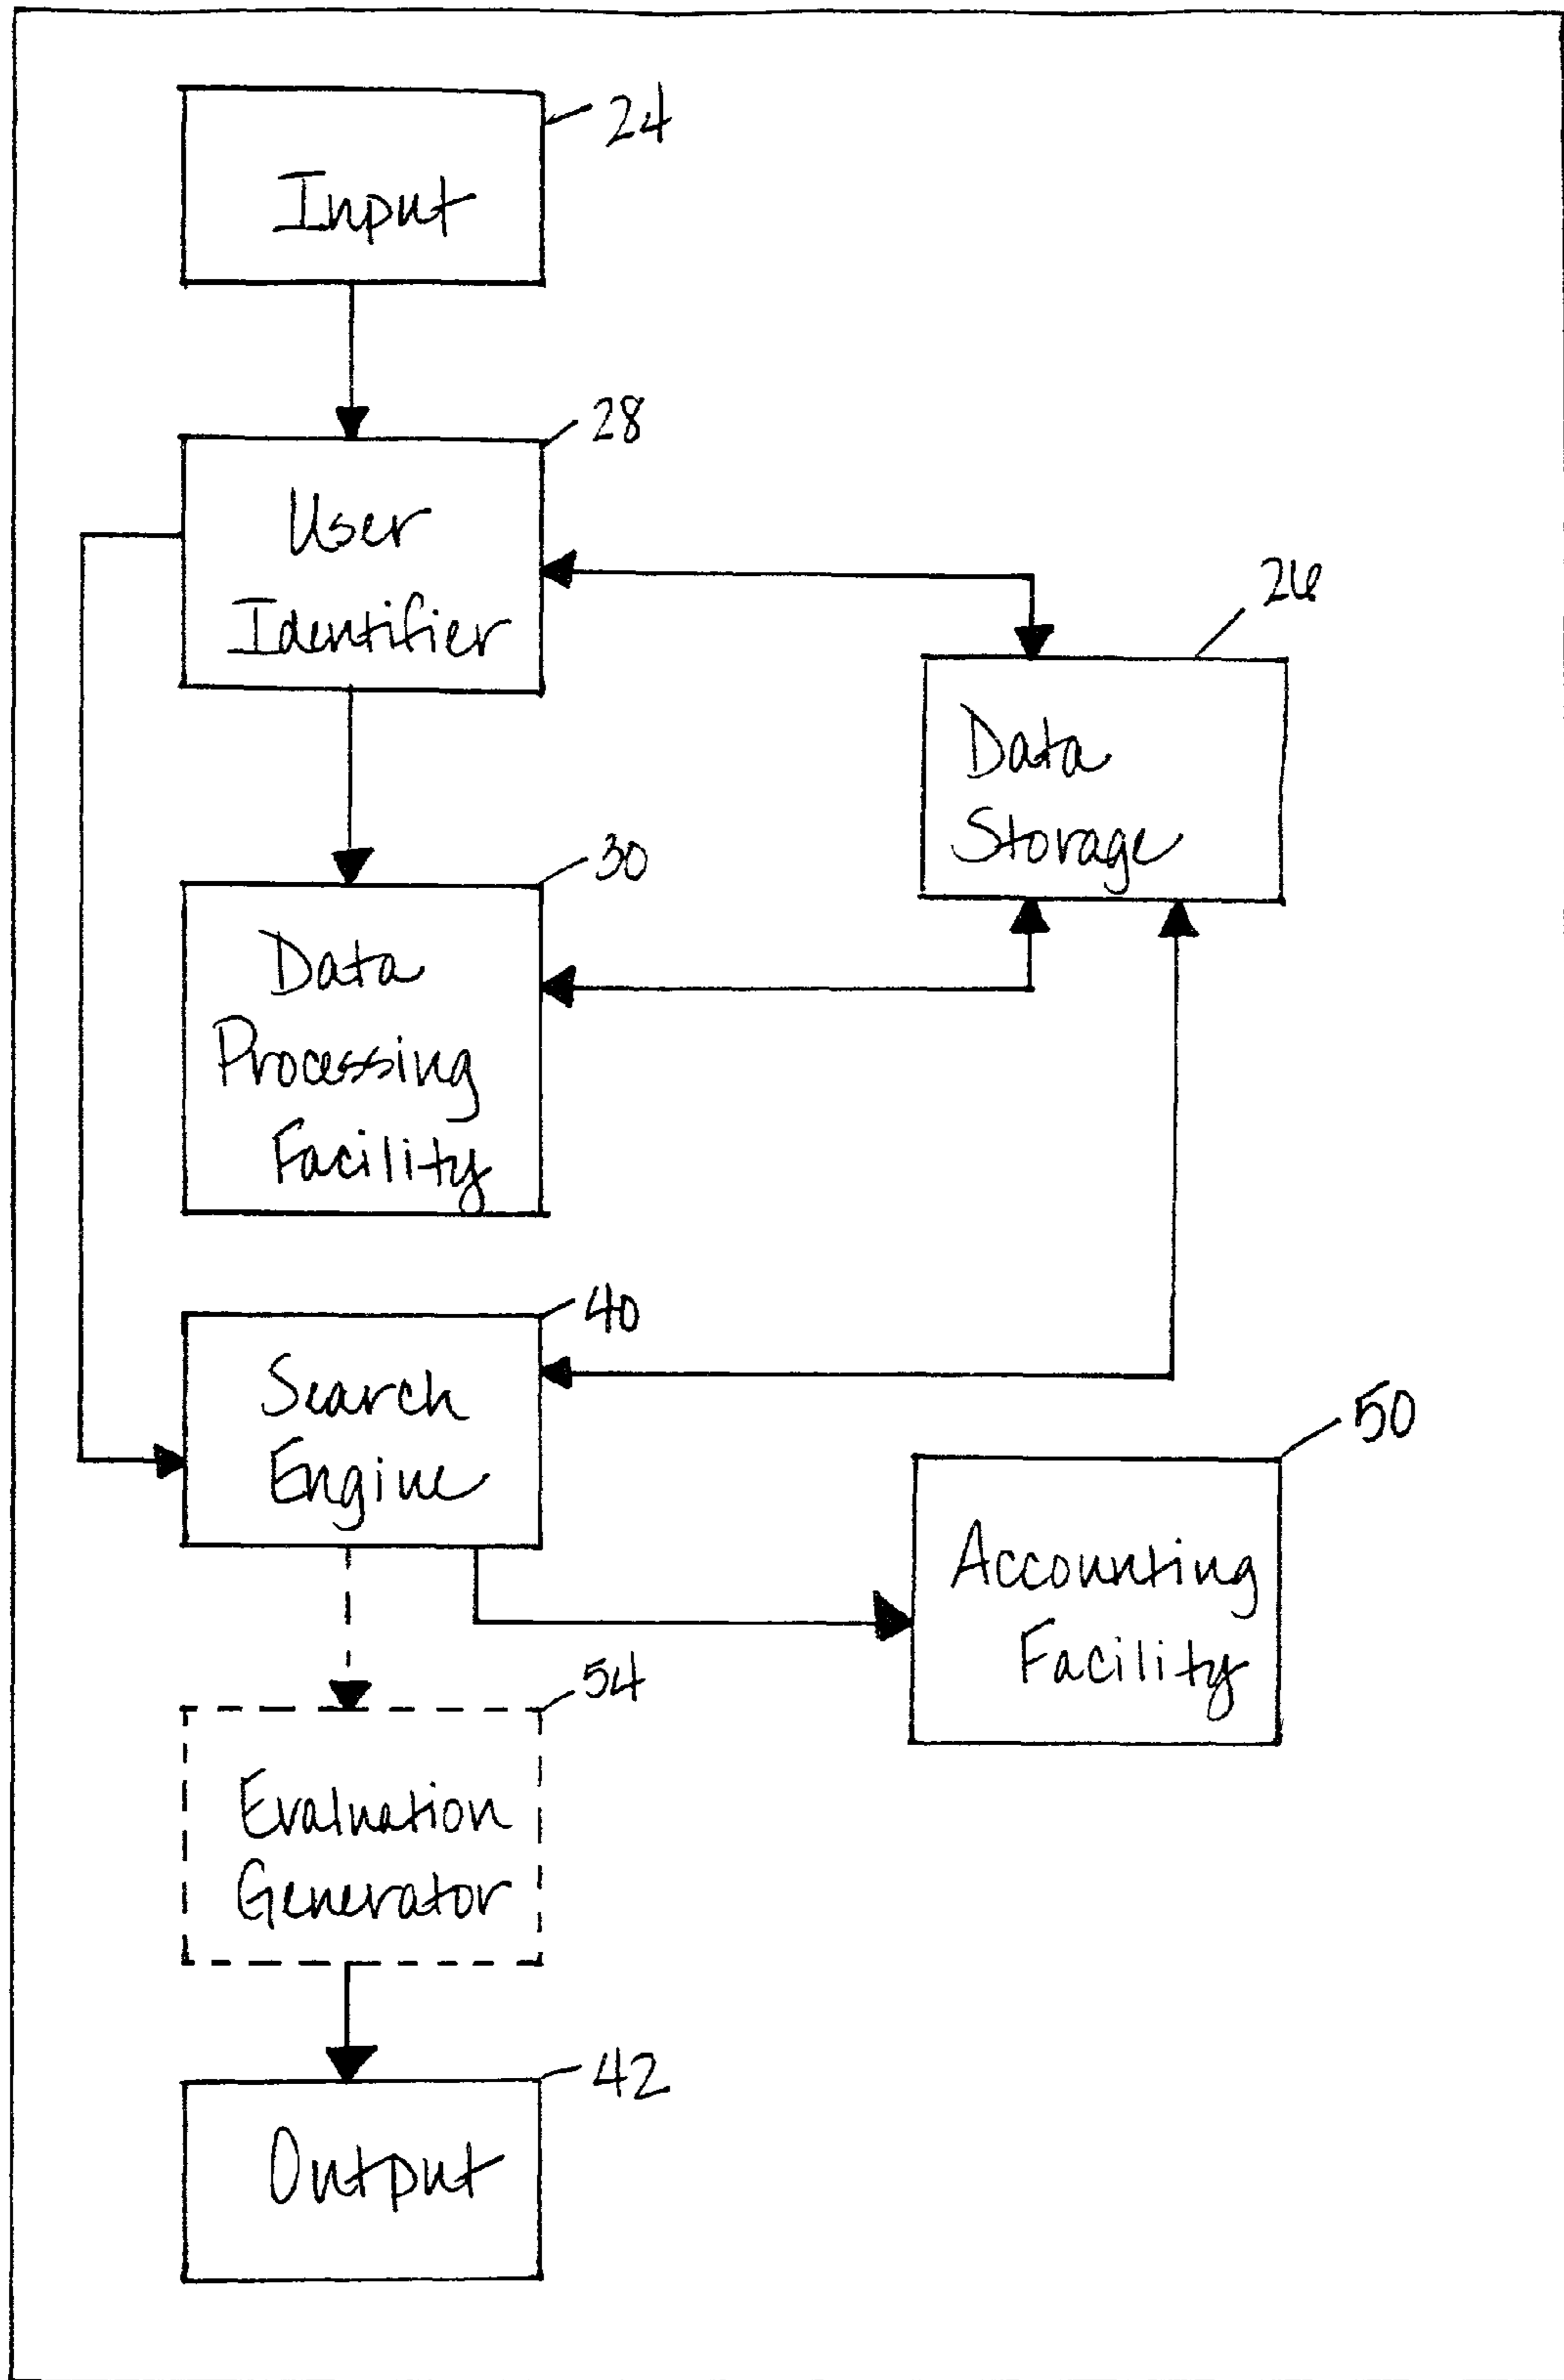 24
Input
28
User
Identifier
26
Data
Storage
30
Data
Processing
Facility
40
Search
Engine
50
Accounting
Facility
54
Evaluation
Generator
42
Output